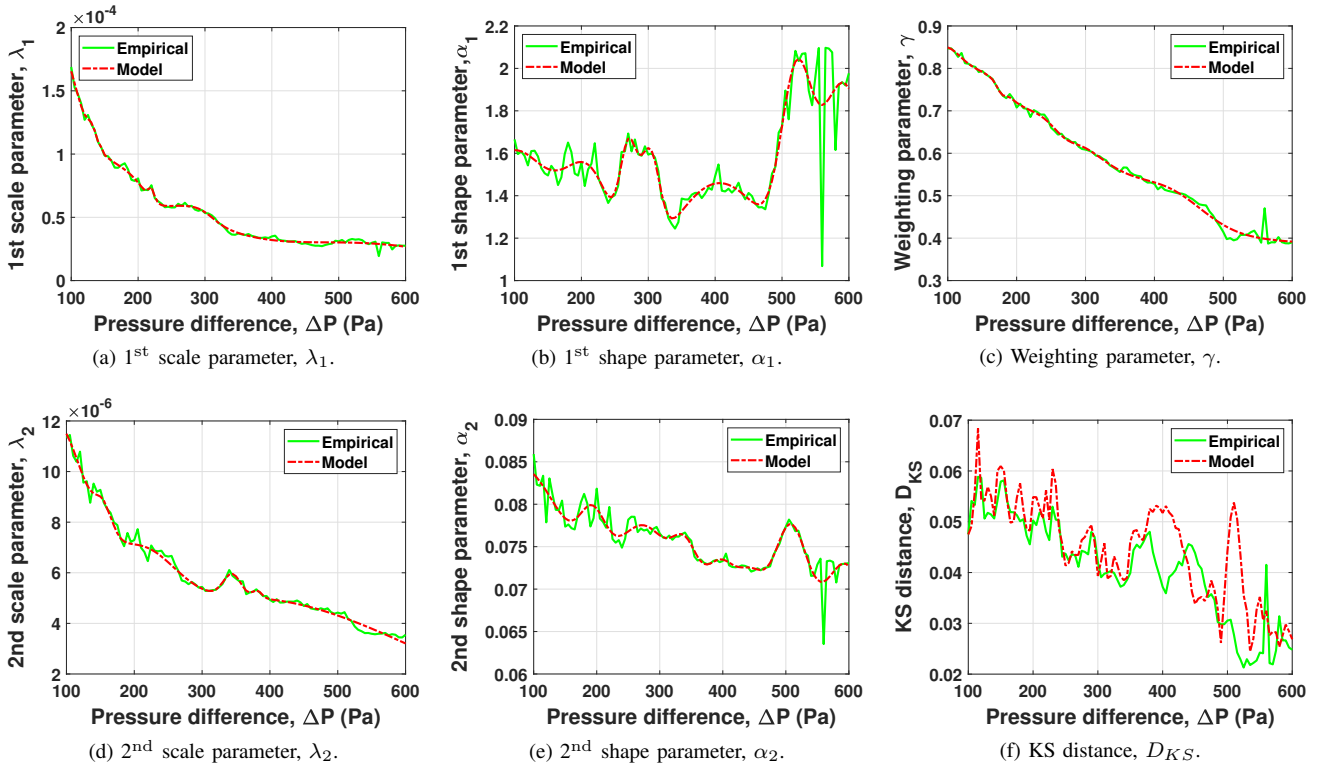 ×10⁻⁴
2
1.5
1
0.5
0
100 200 300 400 500 600
1st scale parameter, λ₁
Empirical
Model
Pressure difference, ΔP (Pa)
(a) 1ˢᵗ scale parameter, λ₁.
2.2
2
1.8
1.6
1.4
1.2
1
100 200 300 400 500 600
1st shape parameter,α₁
Empirical
Model
Pressure difference, ΔP (Pa)
(b) 1ˢᵗ shape parameter, α₁.
0.9
0.8
0.7
0.6
0.5
0.4
0.3
100 200 300 400 500 600
Weighting parameter, γ
Empirical
Model
Pressure difference, ΔP (Pa)
(c) Weighting parameter, γ.
×10⁻⁶
12
10
8
6
4
2
100 200 300 400 500 600
2nd scale parameter, λ₂
Empirical
Model
Pressure difference, ΔP (Pa)
(d) 2ⁿᵈ scale parameter, λ₂.
0.09
0.085
0.08
0.075
0.07
0.065
0.06
100 200 300 400 500 600
2nd shape parameter, α₂
Empirical
Model
Pressure difference, ΔP (Pa)
(e) 2ⁿᵈ shape parameter, α₂.
0.07
0.06
0.05
0.04
0.03
0.02
100 200 300 400 500 600
KS distance, D_KS
Empirical
Model
Pressure difference, ΔP (Pa)
(f) KS distance, D_KS.